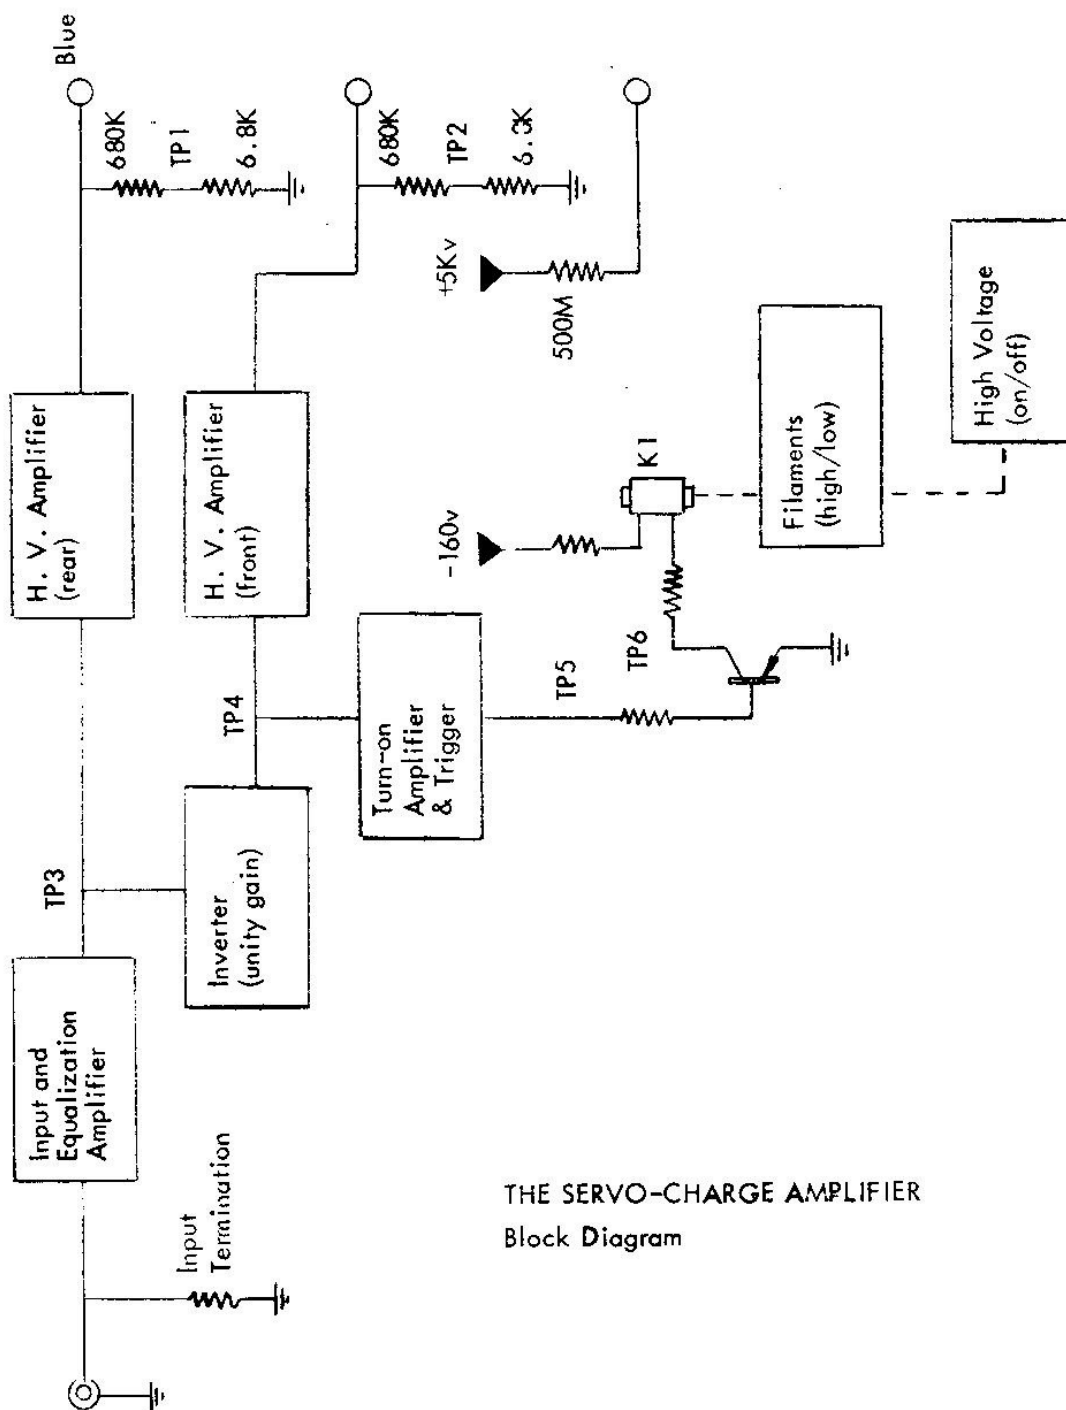 Blue
680K
TP1
6.8K
680K
TP2
6.3K
+5Kv
500M
H. V. Amplifier
(rear)
H. V. Amplifier
(front)
-160v
K1
Filaments
(high/low)
High Voltage
(on/off)
TP3
TP4
TP5
TP6
Turn-on
Amplifier
& Trigger
Inverter
(unity gain)
Input and
Equalization
Amplifier
Input
Termination
THE SERVO-CHARGE AMPLIFIER
Block Diagram